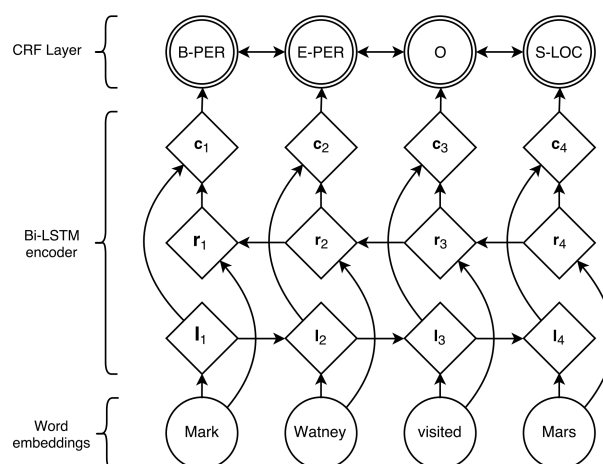 CRF Layer
B-PER E-PER O S-LOC
c₁ c₂ c₃ c₄
Bi-LSTM
encoder
r₁ r₂ r₃ r₄
l₁ l₂ l₃ l₄
Word
embeddings
Mark Watney visited Mars